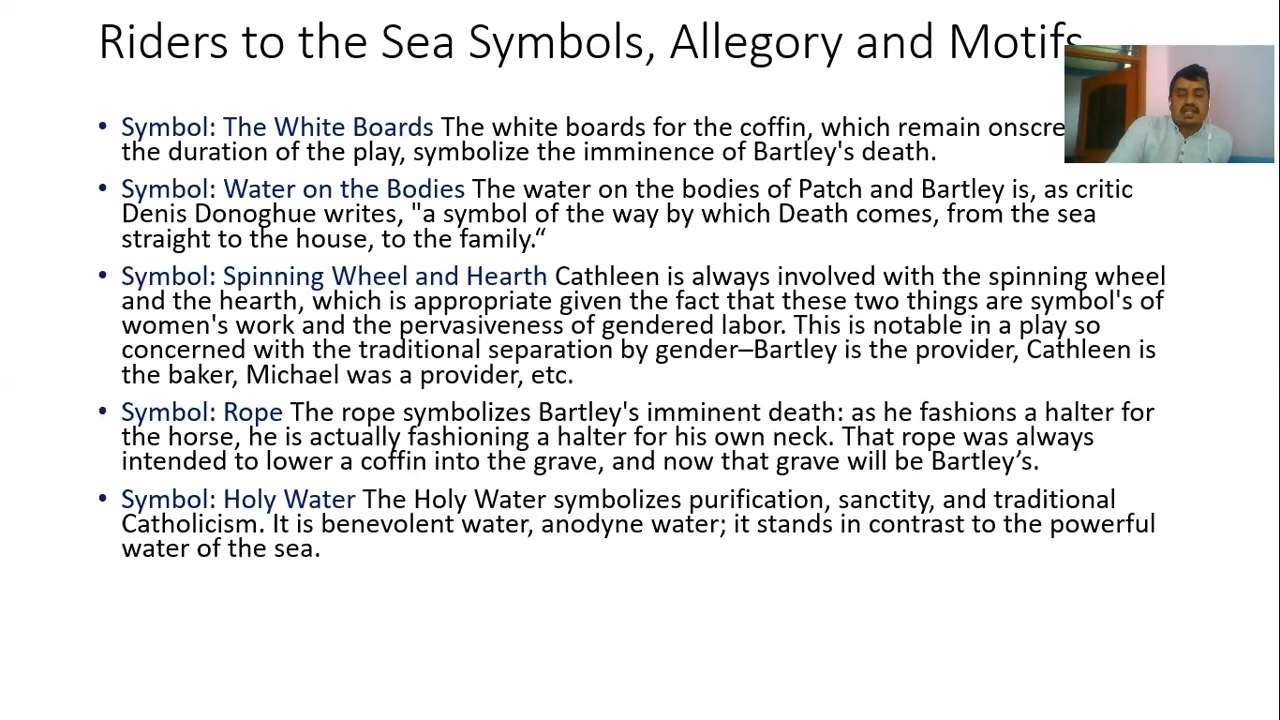 Riders to the Sea Symbols, Allegory and Motifs
• Symbol: The White Boards The white boards for the coffin, which remain onscre
the duration of the play, symbolize the imminence of Bartley's death.
• Symbol: Water on the Bodies The water on the bodies of Patch and Bartley is, as critic
Denis Donoghue writes, "a symbol of the way by which Death comes, from the sea
straight to the house, to the family.“
• Symbol: Spinning Wheel and Hearth Cathleen is always involved with the spinning wheel
and the hearth, which is appropriate given the fact that these two things are symbol's of
women's work and the pervasiveness of gendered labor. This is notable in a play so
concerned with the traditional separation by gender–Bartley is the provider, Cathleen is
the baker, Michael was a provider, etc.
• Symbol: Rope The rope symbolizes Bartley's imminent death: as he fashions a halter for
the horse, he is actually fashioning a halter for his own neck. That rope was always
intended to lower a coffin into the grave, and now that grave will be Bartley’s.
• Symbol: Holy Water The Holy Water symbolizes purification, sanctity, and traditional
Catholicism. It is benevolent water, anodyne water; it stands in contrast to the powerful
water of the sea.